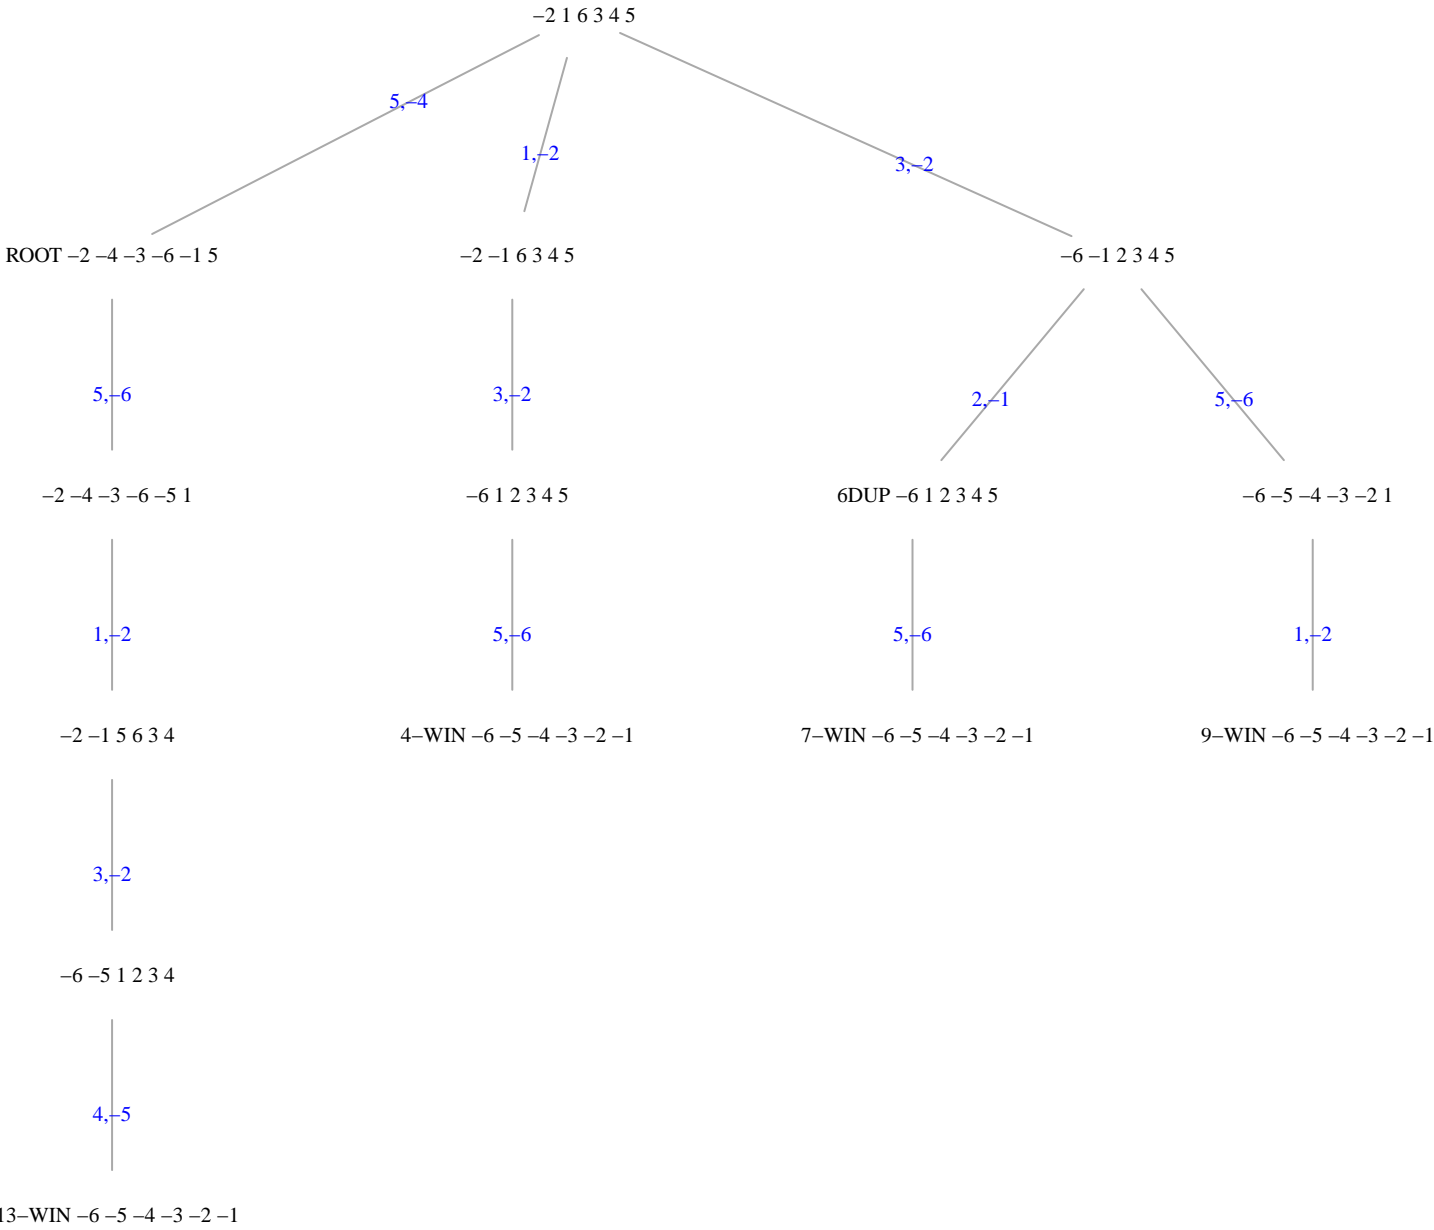 –2 1 6 3 4 5
5,–4
1,–2
3,–2
ROOT –2 –4 –3 –6 –1 5
–2 –1 6 3 4 5
–6 –1 2 3 4 5
5,–6
3,–2
2,–1
5,–6
–2 –4 –3 –6 –5 1
–6 1 2 3 4 5
6DUP –6 1 2 3 4 5
–6 –5 –4 –3 –2 1
1,–2
5,–6
5,–6
1,–2
–2 –1 5 6 3 4
4–WIN –6 –5 –4 –3 –2 –1
7–WIN –6 –5 –4 –3 –2 –1
9–WIN –6 –5 –4 –3 –2 –1
3,–2
–6 –5 1 2 3 4
4,–5
13–WIN –6 –5 –4 –3 –2 –1